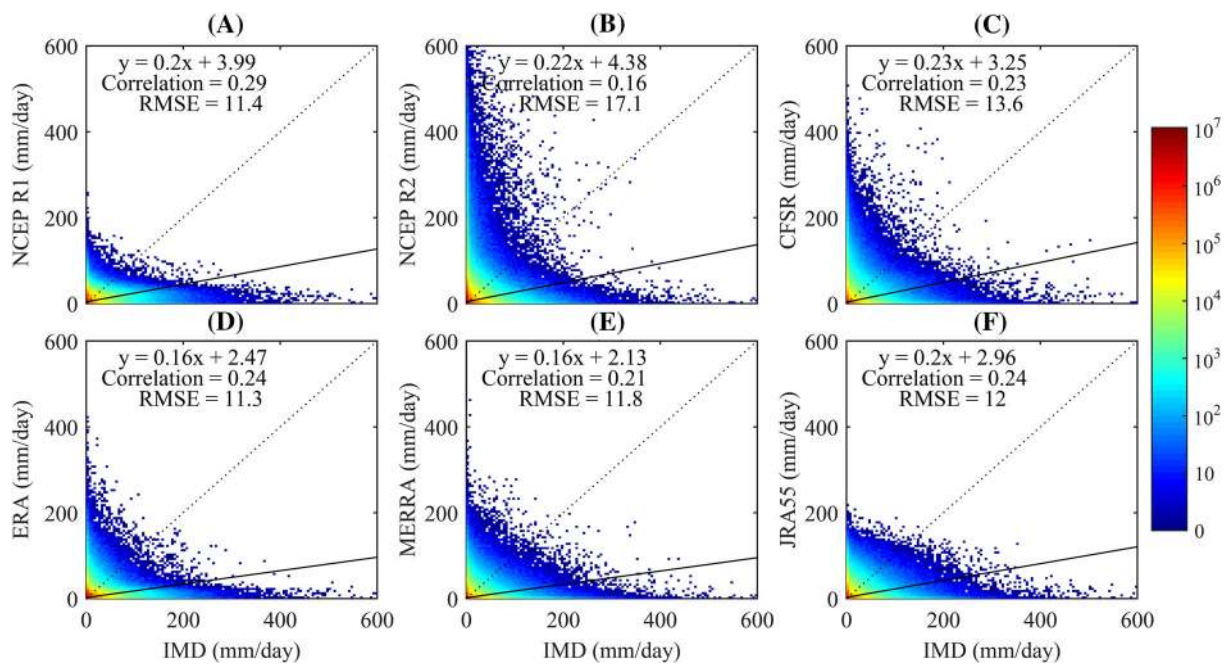 (A)
600
400
200
0
NCEP R1 (mm/day)
y = 0.2x + 3.99
Correlation = 0.29
RMSE = 11.4
(B)
600
400
200
0
NCEP R2 (mm/day)
y = 0.22x + 4.38
Correlation = 0.16
RMSE = 17.1
(C)
600
400
200
0
CFSR (mm/day)
y = 0.23x + 3.25
Correlation = 0.23
RMSE = 13.6
(D)
600
400
200
0
ERA (mm/day)
y = 0.16x + 2.47
Correlation = 0.24
RMSE = 11.3
0 200 400 600
IMD (mm/day)
(E)
600
400
200
0
MERRA (mm/day)
y = 0.16x + 2.13
Correlation = 0.21
RMSE = 11.8
0 200 400 600
IMD (mm/day)
(F)
600
400
200
0
JRA55 (mm/day)
y = 0.2x + 2.96
Correlation = 0.24
RMSE = 12
0 200 400 600
IMD (mm/day)
10⁷
10⁶
10⁵
10⁴
10³
10²
10
0